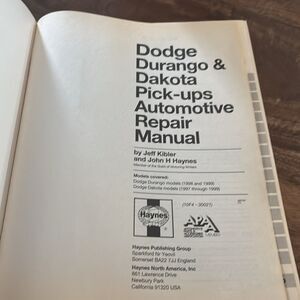 Dodge
Durango &
Dakota
Pick-ups
Automotive
Repair
Manual
by Jeff Kibler
and John H Haynes
Member of the Guild of Motoring Writers
Models covered:
Dodge Durango models (1998 and 1999)
Dodge Dakota models (1997 through 1999)
(10F4 - 30021)
Haynes
Haynes Publishing Group
Sparkford Nr Yeovil
Somerset BA22 7JJ England
Haynes North America, Inc
861 Lawrence Drive
Newbury Park
California 91320 USA